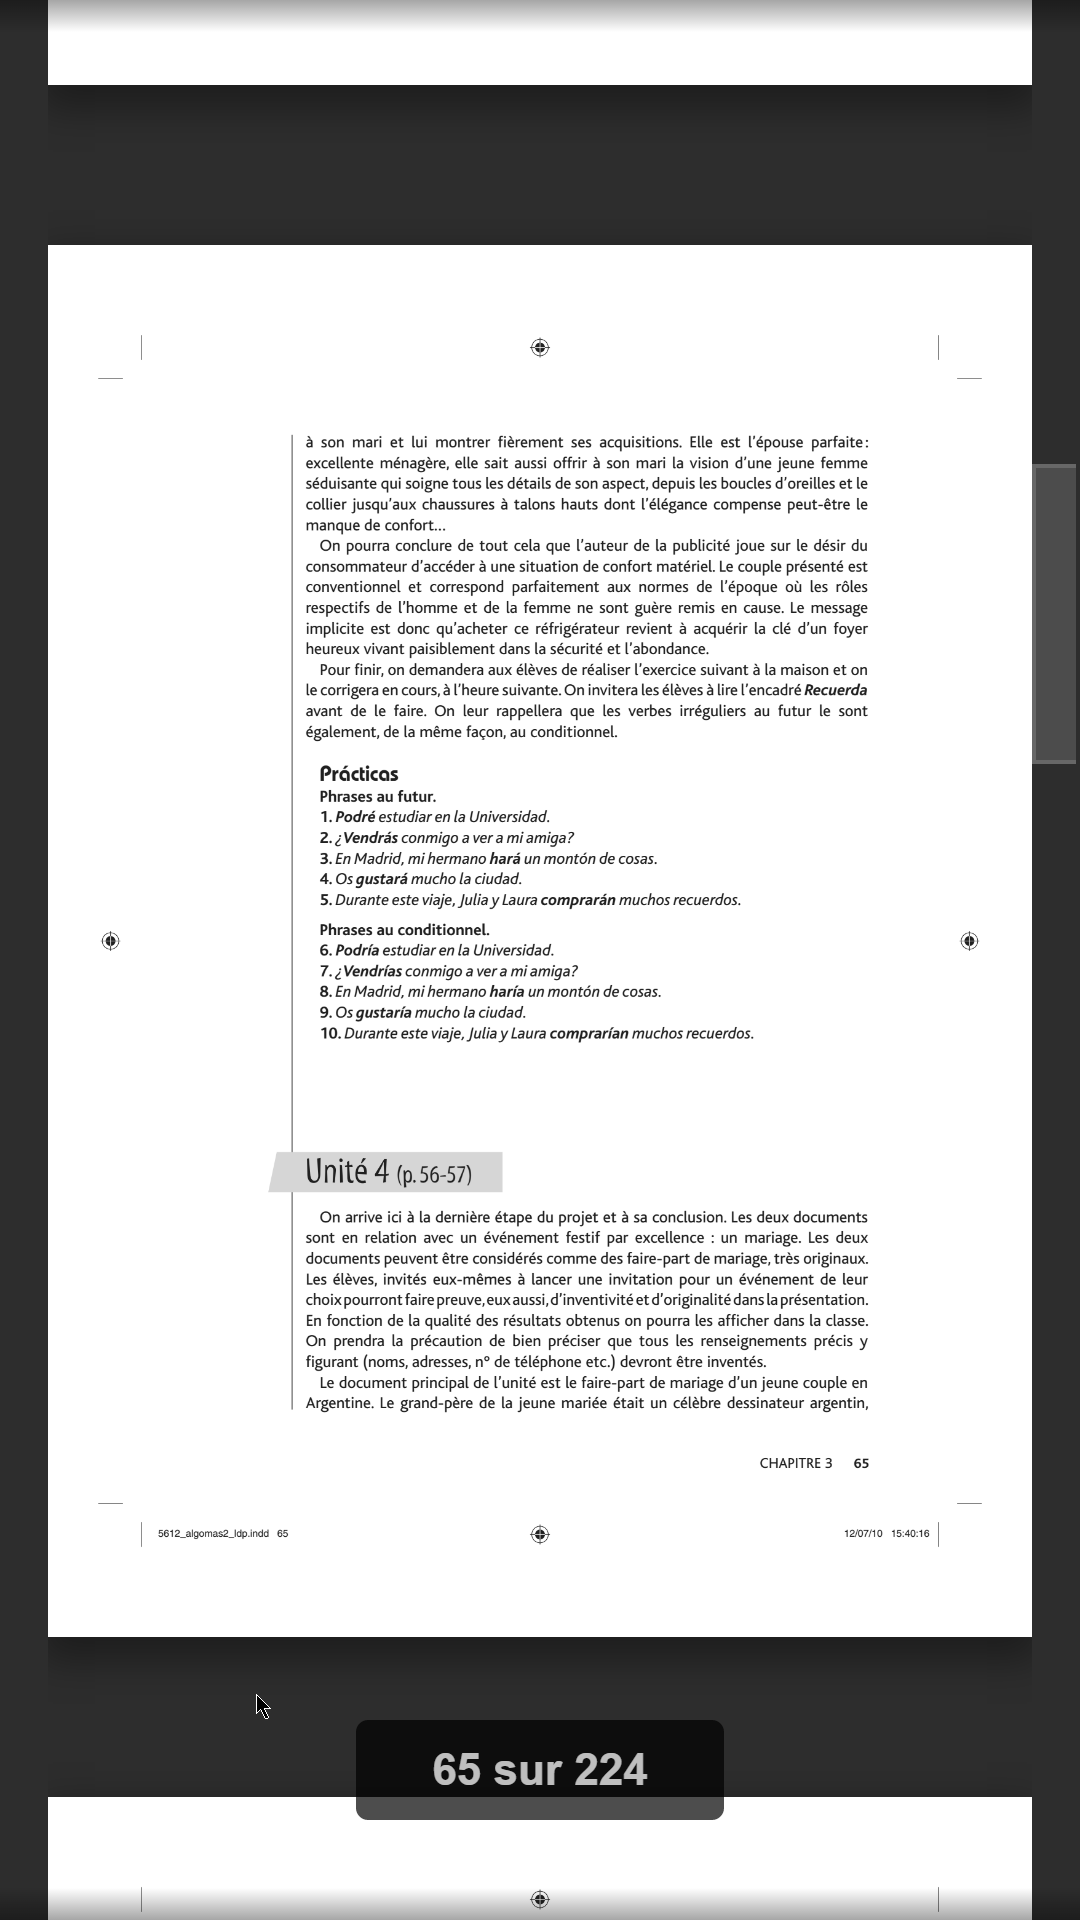 à son mari et lui montrer fièrement ses acquisitions. Elle est l’épouse parfaite :
excellente ménagère, elle sait aussi offrir à son mari la vision d’une jeune femme
séduisante qui soigne tous les détails de son aspect, depuis les boucles d’oreilles et le
collier jusqu’aux chaussures à talons hauts dont l’élégance compense peut-être le
manque de confort...
On pourra conclure de tout cela que l’auteur de la publicité joue sur le désir du
consommateur d’accéder à une situation de confort matériel. Le couple présenté est
conventionnel et correspond parfaitement aux normes de l’époque où les rôles
respectifs de l’homme et de la femme ne sont guère remis en cause. Le message
implicite est donc qu’acheter ce réfrigérateur revient à acquérir la clé d’un foyer
heureux vivant paisiblement dans la sécurité et l’abondance.
Pour finir, on demandera aux élèves de réaliser l’exercice suivant à la maison et on
le corrigera en cours, à l’heure suivante. On invitera les élèves à lire l’encadré Recuerda
avant de le faire. On leur rappellera que les verbes irréguliers au futur le sont
également, de la même façon, au conditionnel.
Prácticas
Phrases au futur.
1. Podré estudiar en la Universidad.
2. ¿Vendrás conmigo a ver a mi amiga?
3. En Madrid, mi hermano hará un montón de cosas.
4. Os gustará mucho la ciudad.
5. Durante este viaje, Julia y Laura comprarán muchos recuerdos.
Phrases au conditionnel.
6. Podría estudiar en la Universidad.
7. ¿Vendrías conmigo a ver a mi amiga?
8. En Madrid, mi hermano haría un montón de cosas.
9. Os gustaría mucho la ciudad.
10. Durante este viaje, Julia y Laura comprarían muchos recuerdos.
Unité 4 (p. 56-57)
On arrive ici à la dernière étape du projet et à sa conclusion. Les deux documents
sont en relation avec un événement festif par excellence : un mariage. Les deux
documents peuvent être considérés comme des faire-part de mariage, très originaux.
Les élèves, invités eux-mêmes à lancer une invitation pour un événement de leur
choix pourront faire preuve, eux aussi, d’inventivité et d’originalité dans la présentation.
En fonction de la qualité des résultats obtenus on pourra les afficher dans la classe.
On prendra la précaution de bien préciser que tous les renseignements précis y
figurant (noms, adresses, n° de téléphone etc.) devront être inventés.
Le document principal de l’unité est le faire-part de mariage d’un jeune couple en
Argentine. Le grand-père de la jeune mariée était un célèbre dessinateur argentin,
CHAPITRE 3 65
5612_algomas2_ldp.indd 65 12/07/10 15:40:16
65 sur 224